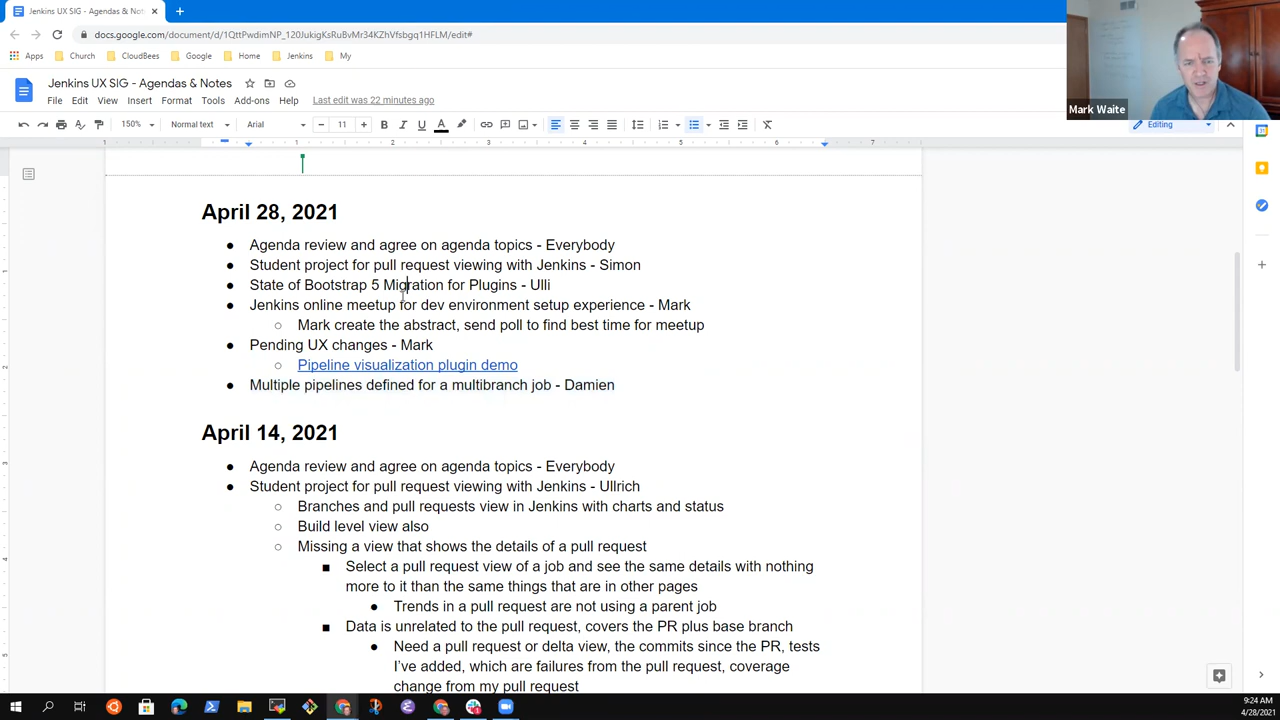 Jenkins UX SIG - Agendas & Notes
docs.google.com/document/d/1QttPwdimNP_120JukigKsRuBvMr34KZhVfsbgq1HFLM/edit#
Apps Church CloudBees Google Home Jenkins My
Jenkins UX SIG - Agendas & Notes
File Edit View Insert Format Tools Add-ons Help Last edit was 22 minutes ago
150% Normal text Arial 11 Editing
Mark Waite
1 1 2 3 4 5 6 7
April 28, 2021
● Agenda review and agree on agenda topics - Everybody
● Student project for pull request viewing with Jenkins - Simon
● State of Bootstrap 5 Migration for Plugins - Ulli
● Jenkins online meetup for dev environment setup experience - Mark
○ Mark create the abstract, send poll to find best time for meetup
● Pending UX changes - Mark
○ Pipeline visualization plugin demo
● Multiple pipelines defined for a multibranch job - Damien
April 14, 2021
● Agenda review and agree on agenda topics - Everybody
● Student project for pull request viewing with Jenkins - Ullrich
○ Branches and pull requests view in Jenkins with charts and status
○ Build level view also
○ Missing a view that shows the details of a pull request
■ Select a pull request view of a job and see the same details with nothing
more to it than the same things that are in other pages
● Trends in a pull request are not using a parent job
■ Data is unrelated to the pull request, covers the PR plus base branch
● Need a pull request or delta view, the commits since the PR, tests
I've added, which are failures from the pull request, coverage
change from my pull request
9:24 AM
4/28/2021